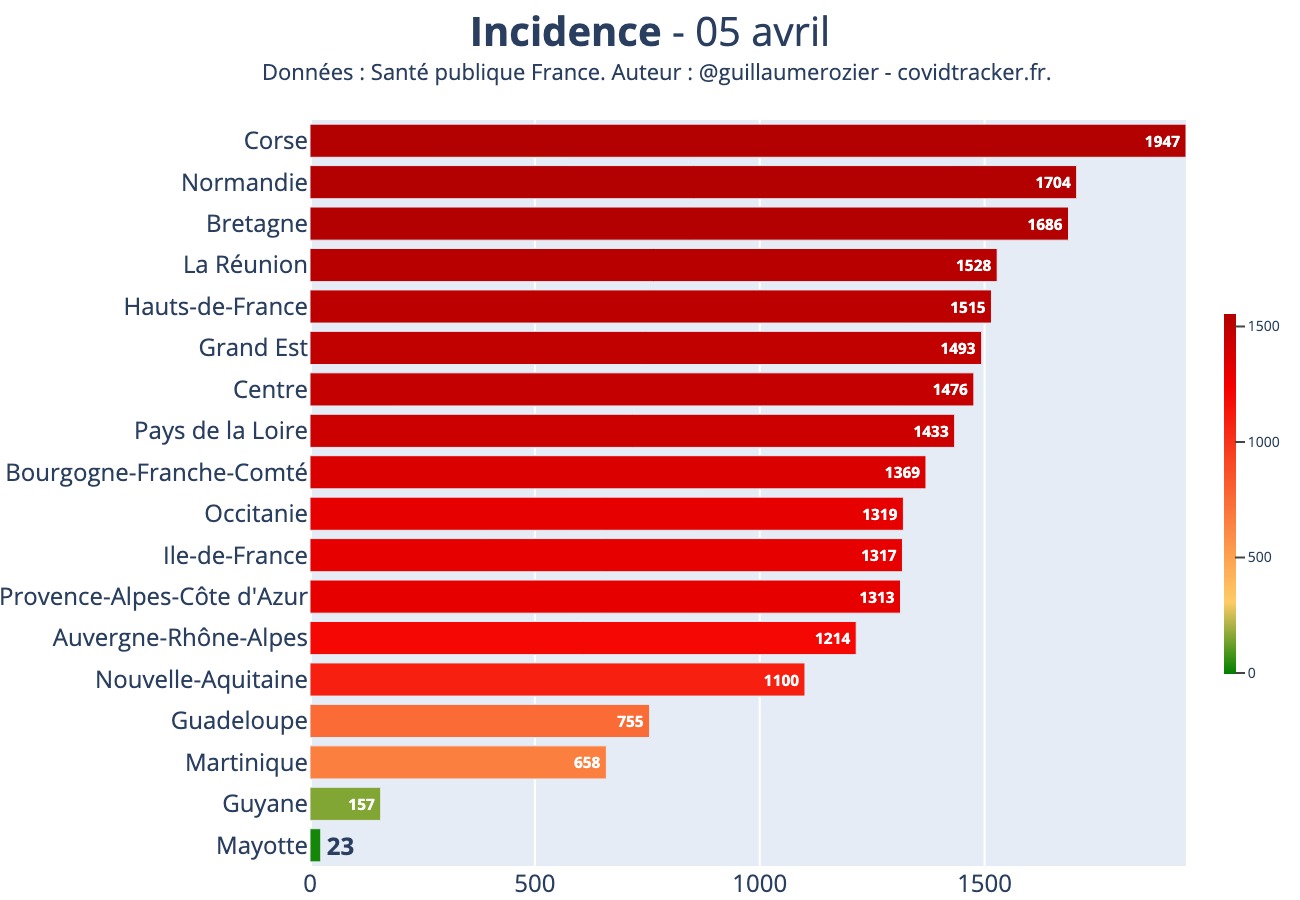 Incidence - 05 avril
Données : Santé publique France. Auteur : @guillaumerozier - covidtracker.fr.
Corse 1947
Normandie 1704
Bretagne 1686
La Réunion 1528
Hauts-de-France 1515
Grand Est 1493
Centre 1476
Pays de la Loire 1433
Bourgogne-Franche-Comté 1369
Occitanie 1319
Ile-de-France 1317
Provence-Alpes-Côte d'Azur 1313
Auvergne-Rhône-Alpes 1214
Nouvelle-Aquitaine 1100
Guadeloupe 755
Martinique 658
Guyane 157
Mayotte 23
0 500 1000 1500
1500
1000
500
0